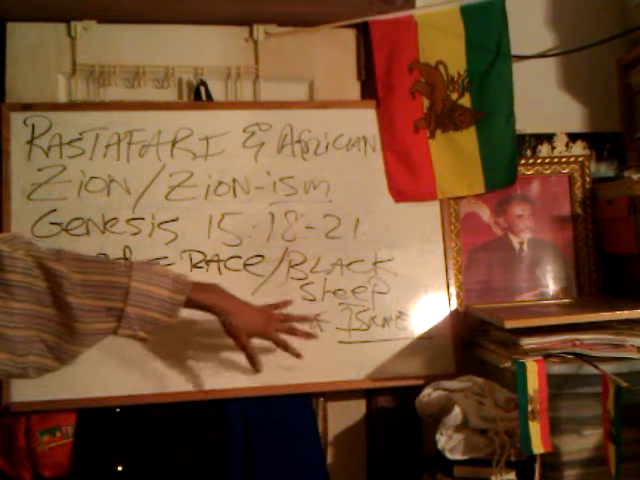 RASTAFARI & AFRICAN
ZION/ZION-ism
GENESIS 15:18-21
RACE/BLACK
Sheep